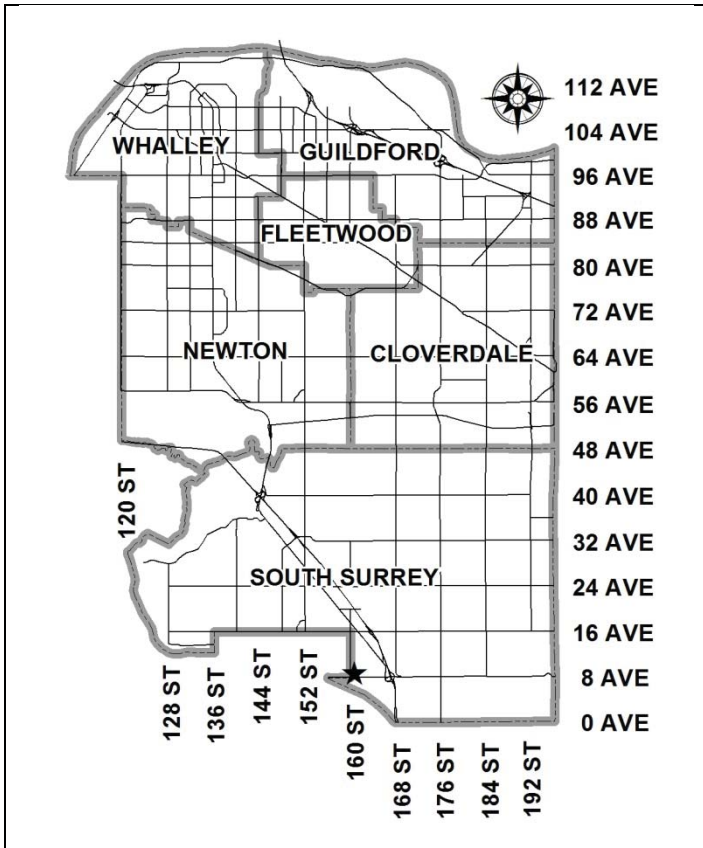 112 AVE
104 AVE
WHALLEY
GUILDFORD
96 AVE
88 AVE
FLEETWOOD
80 AVE
72 AVE
NEWTON
CLOVERDALE
64 AVE
56 AVE
48 AVE
120 ST
40 AVE
32 AVE
SOUTH SURREY
24 AVE
16 AVE
128 ST
136 ST
144 ST
152 ST
8 AVE
160 ST
0 AVE
168 ST
176 ST
184 ST
192 ST